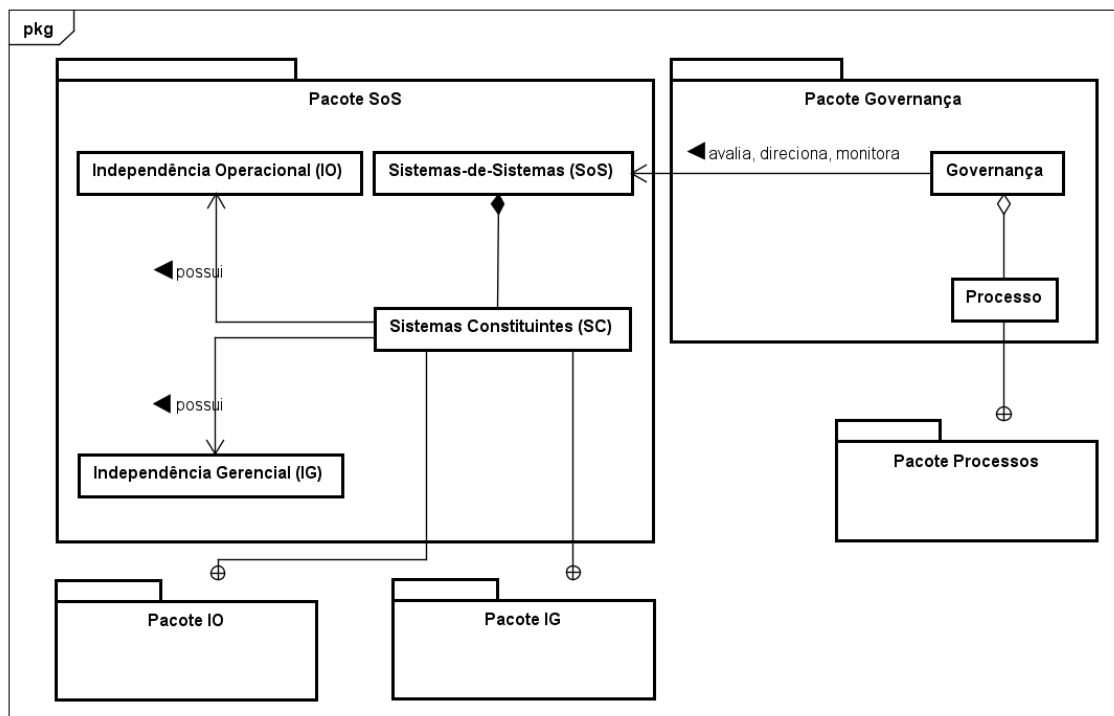 pkg
Pacote SoS
Independência Operacional (IO)
Sistemas-de-Sistemas (SoS)
possui
Sistemas Constituintes (SC)
possui
Independência Gerencial (IG)
Pacote Governança
avalia, direciona, monitora
Governança
Processo
Pacote Processos
Pacote IO
Pacote IG